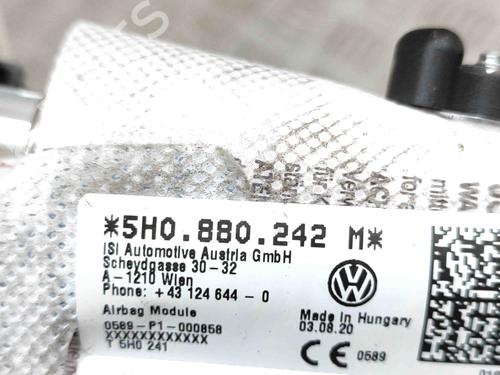 *5H0.880.242 M*
ISI Automotive Austria GmbH
Scheydgasse 30-32
A-1210 Wien
Phone: +43 124 644 - 0
Airbag Module
0589-P1-000858
XXXXXXXXXXXX
T 5H0 241
Made in Hungary
03.08.20
CE 0589